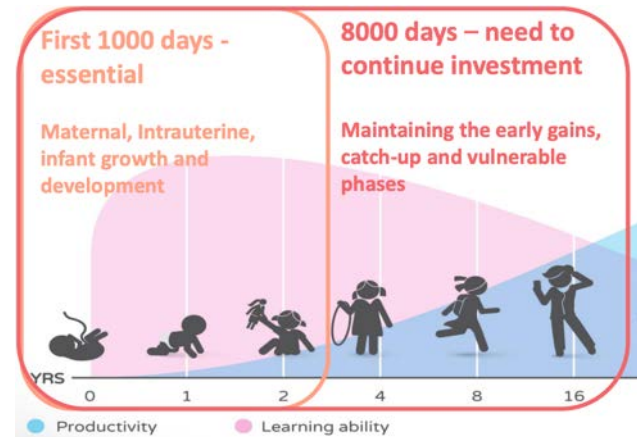 First 1000 days -
essential
Maternal, Intrauterine,
infant growth and
development
8000 days – need to
continue investment
Maintaining the early gains,
catch-up and vulnerable
phases
YRS
0 1 2 4 8 16
Productivity Learning ability